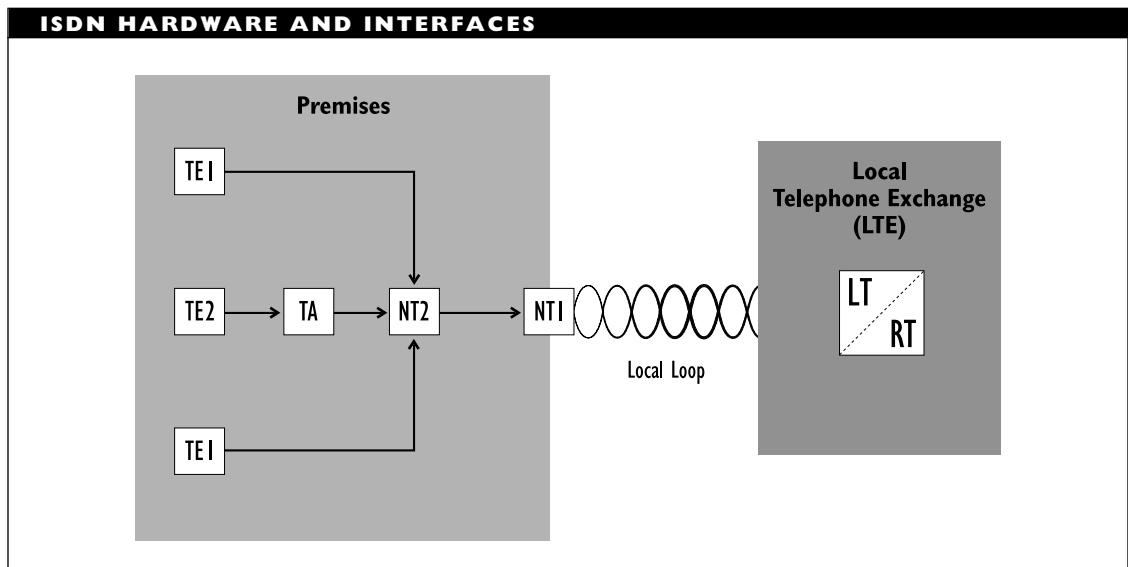 ISDN HARDWARE AND INTERFACES
Premises
TE1
TE2
TA
NT2
NT1
TE1
Local Loop
Local
Telephone Exchange
(LTE)
LT
RT